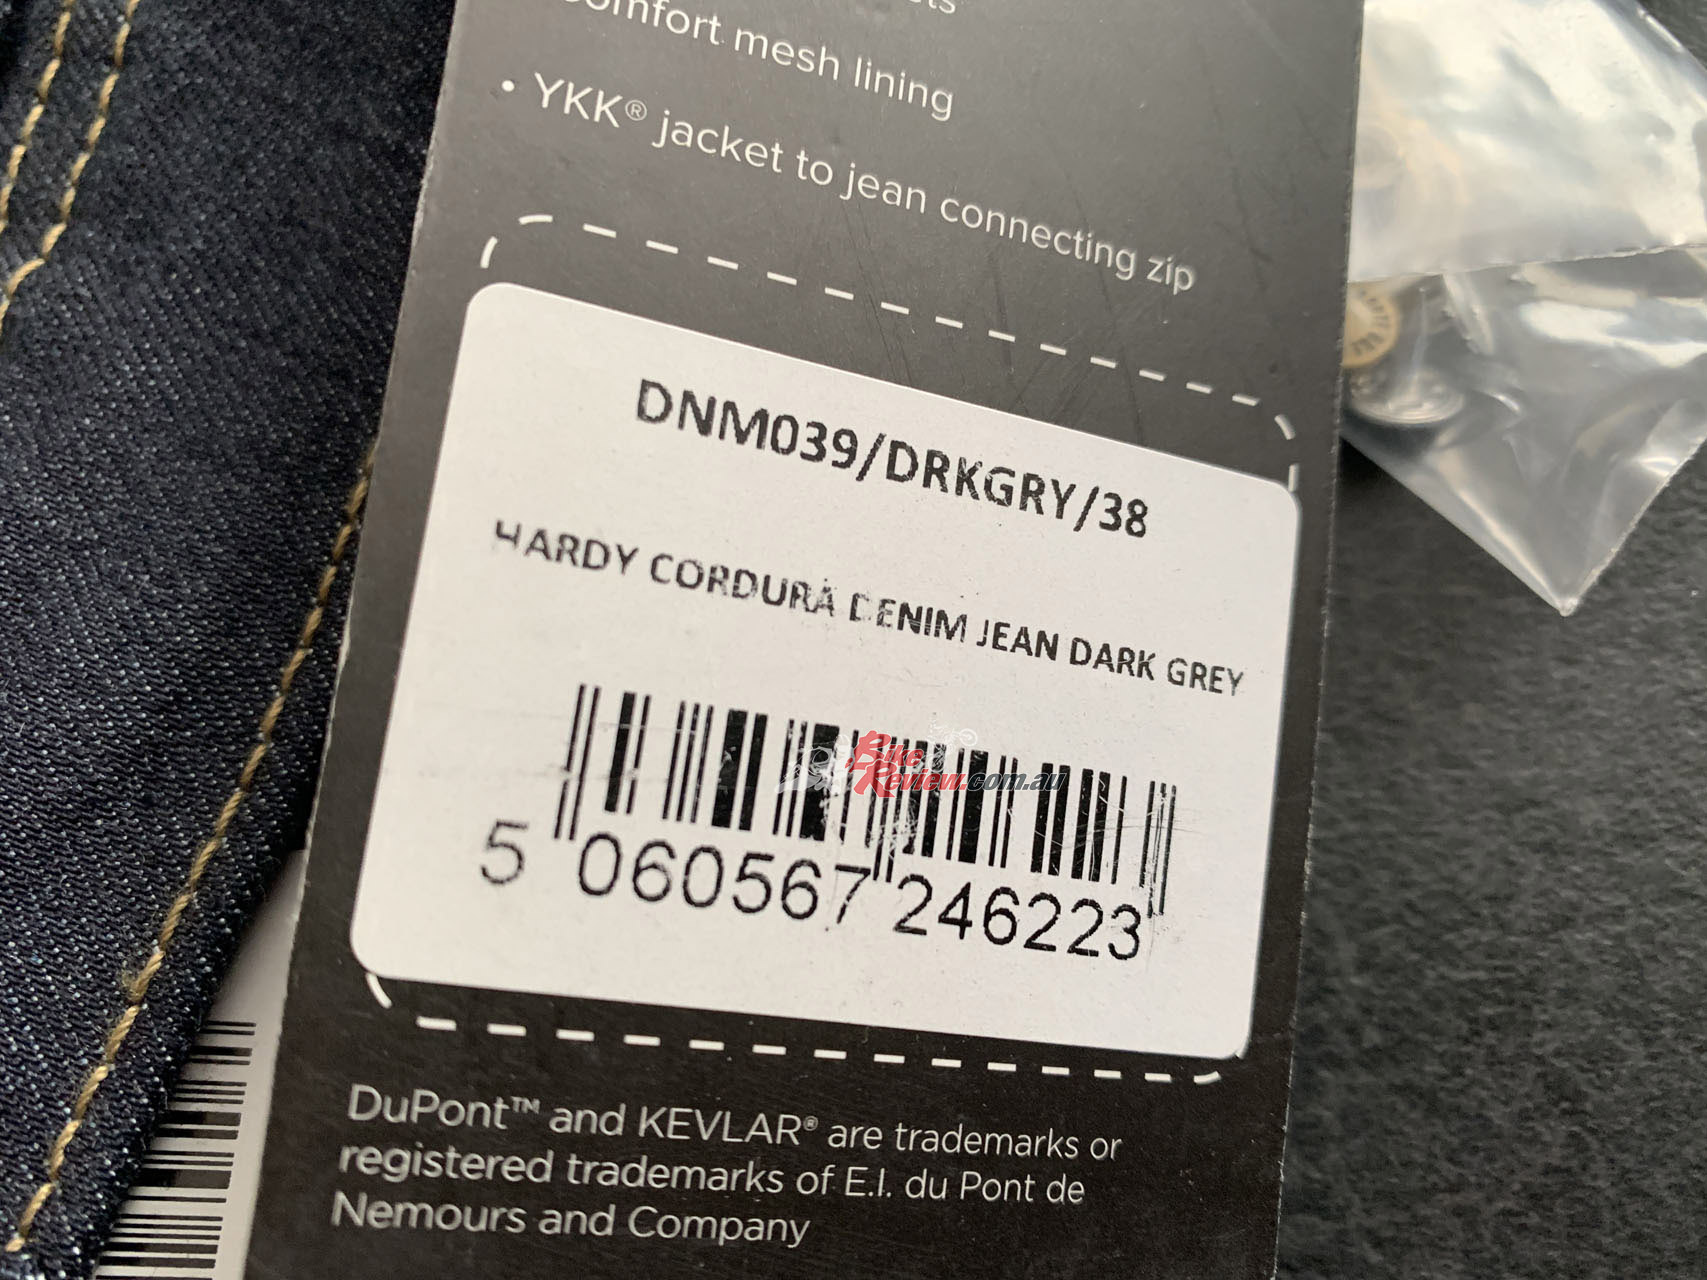 comfort mesh lining
• YKK® jacket to jean connecting zip
DNM039/DRKGRY/38
HARDY CORDURA DENIM JEAN DARK GREY
Bike
Review.com.au
5 060567 246223
DuPont™ and KEVLAR® are trademarks or
registered trademarks of E.I. du Pont de
Nemours and Company